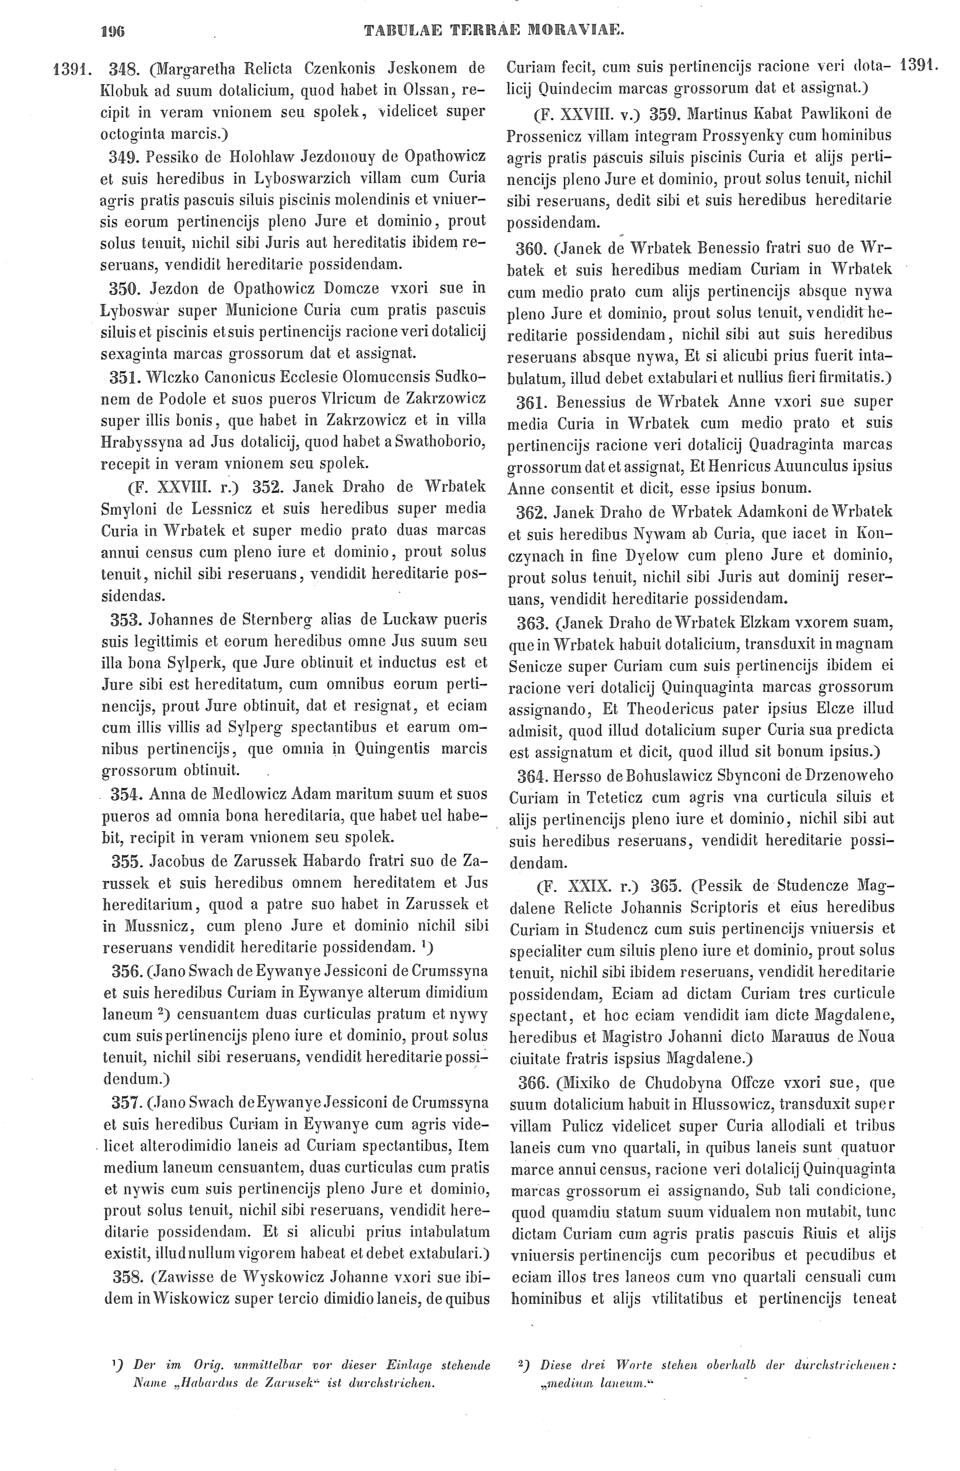 196
TABULAE TERRAE MORAVIAE.
1391. 348. (Margaretha Relicta Czenkonis Jeskonem de
Klobuk ad suum dotalicium, quod habet in Olssan, re-
cipit in veram vnionem seu spolek, videlicet super
octoginta marcis.)
349. Pessiko de Holohlaw Jezdonouy de Opathowicz
et suis heredibus in Lyboswarzich villam cum Curia
agris pratis pascuis siluis piscinis molendinis et vniuer-
sis eorum pertinencijs pleno Jure et dominio, prout
solus tenuit, nichil sibi Juris aut hereditatis ibidem re-
seruans, vendidit hereditarie possidendam.
350. Jezdon de Opathowicz Domcze vxori sue in
Lyboswar super Municione Curia cum pratis pascuis
siluis et piscinis et suis pertinencijs racione veri dotalicij
sexaginta marcas grossorum dat et assignat.
351. Wlczko Canonicus Ecclesie Olomucensis Sudko-
nem de Podole et suos pueros Vlricum de Zakrzowicz
super illis bonis, que habet in Zakrzowicz et in villa
Hrabyssyna ad Jus dotalicij, quod habet a Swathoborio,
recepit in veram vnionem seu spolek.
(F. XXVIII. r.) 352. Janek Draho de Wrbatek
Smyloni de Lessnicz et suis heredibus super media
Curia in Wrbatek et super medio prato duas marcas
annui census cum pleno iure et dominio, prout solus
tenuit, nichil sibi reseruans, vendidit hereditarie pos-
sidendas.
353. Johannes de Sternberg alias de Luckaw pueris
suis legittimis et eorum heredibus omne Jus suum seu
illa bona Sylperk, que Jure obtinuit et inductus est et
Jure sibi est hereditatum, cum omnibus eorum perti-
nencijs, prout Jure obtinuit, dat et resignat, et eciam
cum illis villis ad Sylperg spectantibus et earum om-
nibus pertinencijs, que omnia in Quingentis marcis
grossorum obtinuit.
354. Anna de Medlowicz Adam maritum suum et suos
pueros ad omnia bona hereditaria, que habet uel habe-
bit, recipit in veram vnionem seu spolek.
355. Jacobus de Zarussek Habardo fratri suo de Za-
russek et suis heredibus omnem hereditatem et Jus
hereditarium, quod a patre suo habet in Zarussek et
in Mussnicz, cum pleno Jure et dominio nichil sibi
reseruans vendidit hereditarie possidendam. ¹)
356. (Jano Swach de Eywanye Jessiconi de Crumssyna
et suis heredibus Curiam in Eywanye alterum dimidium
laneum ²) censuantem duas curticulas pratum et nywy
cum suis pertinencijs pleno iure et dominio, prout solus
tenuit, nichil sibi reseruans, vendidit hereditarie possi-
dendum.)
357. (Jano Swach de Eywanye Jessiconi de Crumssyna
et suis heredibus Curiam in Eywanye cum agris vide-
licet alterodimidio laneis ad Curiam spectantibus, Item
medium laneum censuantem, duas curticulas cum pratis
et nywis cum suis pertinencijs pleno Jure et dominio,
prout solus tenuit, nichil sibi reseruans, vendidit here-
ditarie possidendam. Et si alicubi prius intabulatum
existit, illud nullum vigorem habeat et debet extabulari.)
358. (Zawisse de Wyskowicz Johanne vxori sue ibi-
dem in Wiskowicz super tercio dimidio laneis, de quibus
Curiam fecit, cum suis pertinencijs racione veri dota- 1391.
licij Quindecim marcas grossorum dat et assignat.)
(F. XXVIII. v.) 359. Martinus Kabat Pawlikoni de
Prossenicz villam integram Prossyenky cum hominibus
agris pratis pascuis siluis piscinis Curia et alijs perti-
nencijs pleno Jure et dominio, prout solus tenuit, nichil
sibi reseruans, dedit sibi et suis heredibus hereditarie
possidendam.
360. (Janek de Wrbatek Benessio fratri suo de Wr-
batek et suis heredibus mediam Curiam in Wrbatek
cum medio prato cum alijs pertinencijs absque nywa
pleno Jure et dominio, prout solus tenuit, vendidit he-
reditarie possidendam, nichil sibi aut suis heredibus
reseruans absque nywa, Et si alicubi prius fuerit inta-
bulatum, illud debet extabulari et nullius fieri firmitatis.)
361. Benessius de Wrbatek Anne vxori sue super
media Curia in Wrbatek cum medio prato et suis
pertinencijs racione veri dotalicij Quadraginta marcas
grossorum dat et assignat, Et Henricus Auunculus ipsius
Anne consentit et dicit, esse ipsius bonum.
362. Janek Draho de Wrbatek Adamkoni de Wrbatek
et suis heredibus Nywam ab Curia, que iacet in Kon-
czynach in fine Dyelow cum pleno Jure et dominio,
prout solus tenuit, nichil sibi Juris aut dominij reser-
uans, vendidit hereditarie possidendam.
363. (Janek Draho de Wrbatek Elzkam vxorem suam,
que in Wrbatek habuit dotalicium, transduxit in magnam
Senicze super Curiam cum suis pertinencijs ibidem ei
racione veri dotalicij Quinquaginta marcas grossorum
assignando, Et Theodericus pater ipsius Elcze illud
admisit, quod illud dotalicium super Curia sua predicta
est assignatum et dicit, quod illud sit bonum ipsius.)
364. Hersso de Bohuslawicz Sbynconi de Drzenoweho
Curiam in Teteticz cum agris vna curticula siluis et
alijs pertinencijs pleno iure et dominio, nichil sibi aut
suis heredibus reseruans, vendidit hereditarie possi-
dendam.
(F. XXIX. r.) 365. (Pessik de Studencze Mag-
dalene Relicte Johannis Scriptoris et eius heredibus
Curiam in Studencz cum suis pertinencijs vniuersis et
specialiter cum siluis pleno iure et dominio, prout solus
tenuit, nichil sibi ibidem reseruans, vendidit hereditarie
possidendam, Eciam ad dictam Curiam tres curticule
spectant, et hoc eciam vendidit iam dicte Magdalene,
heredibus et Magistro Johanni dicto Marauus de Noua
ciuitate fratris ispsius Magdalene.)
366. (Mixiko de Chudobyna Offcze vxori sue, que
suum dotalicium habuit in Hlussowicz, transduxit super
villam Pulicz videlicet super Curia allodiali et tribus
laneis cum vno quartali, in quibus laneis sunt quatuor
marce annui census, racione veri dotalicij Quinquaginta
marcas grossorum ei assignando, Sub tali condicione,
quod quamdiu statum suum vidualem non mutabit, tunc
dictam Curiam cum agris pratis pascuis Riuis et alijs
vniuersis pertinencijs cum pecoribus et pecudibus et
eciam illos tres laneos cum vno quartali censuali cum
hominibus et alijs vtilitatibus et pertinencijs teneat
¹) Der im Orig. unmittelbar vor dieser Einlage stehende
Name „Habardus de Zarusek“ ist durchstrichen.
²) Diese drei Worte stehen oberhalb der durchstrichenen:
„medium laneum.“